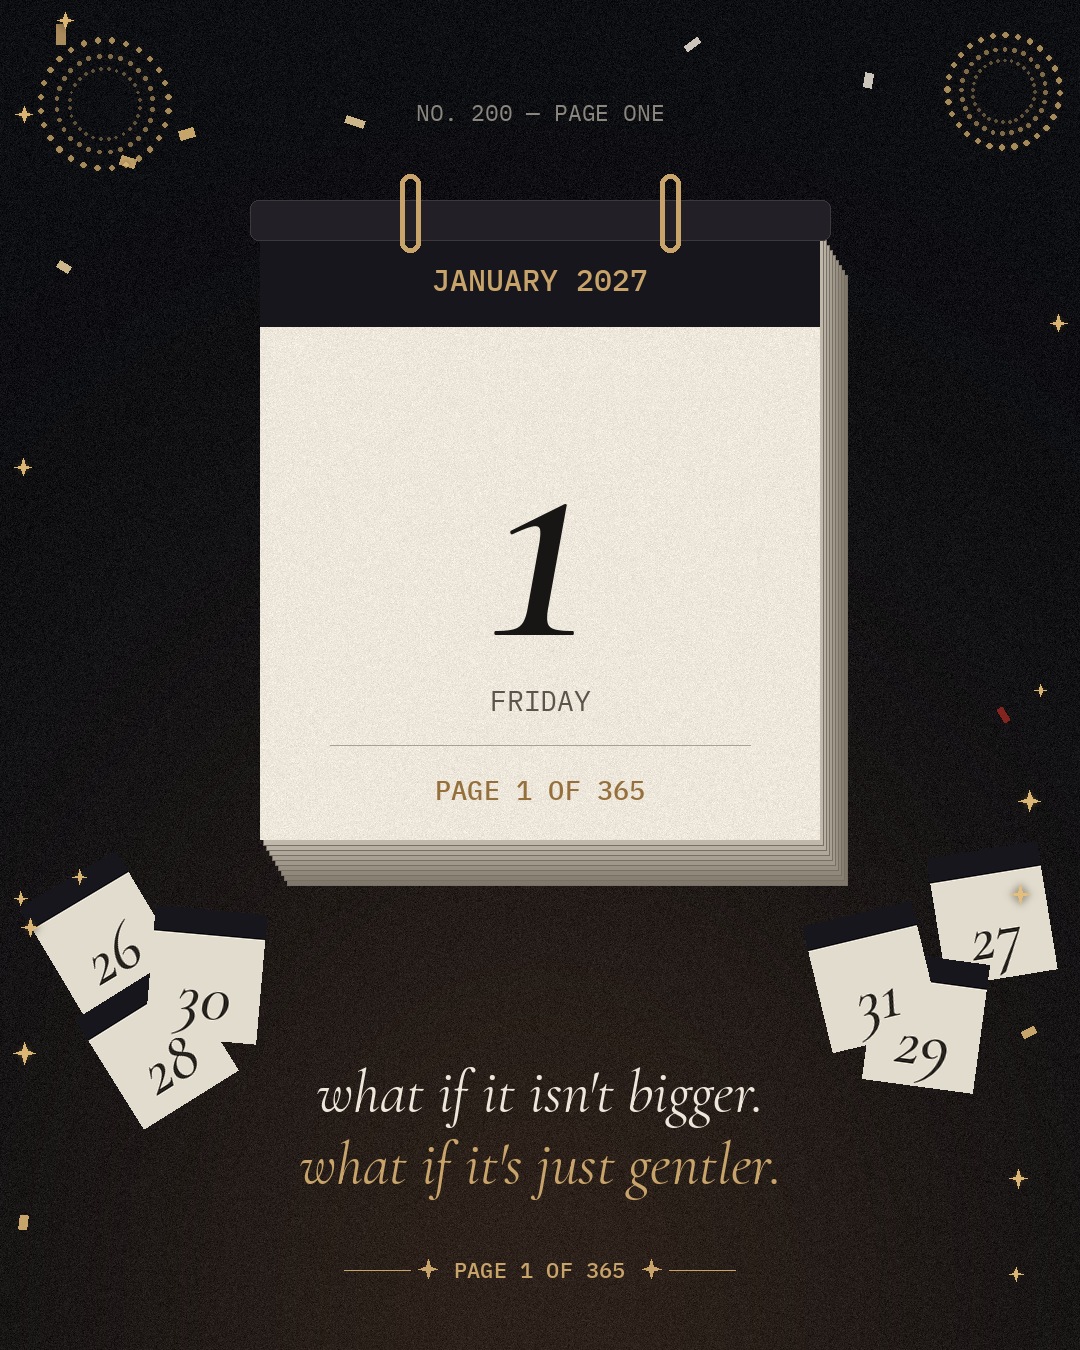 NO. 200 — PAGE ONE
JANUARY 2027
1
FRIDAY
PAGE 1 OF 365
26
30
28
27
31
29
what if it isn't bigger.
what if it's just gentler.
PAGE 1 OF 365